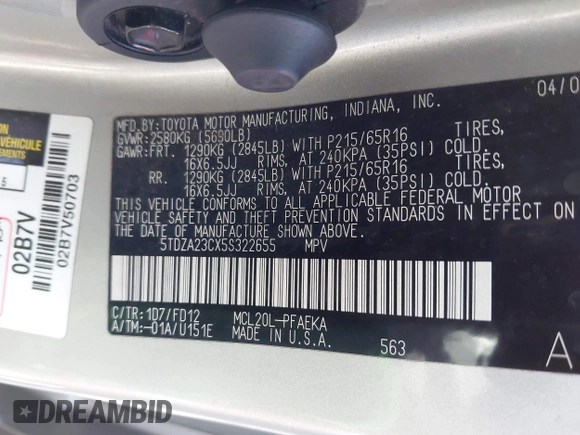 04/0
MFD.BY:TOYOTA MOTOR MANUFACTURING, INDIANA, INC.
GVWR:2580KG (5690LB)
GAWR:FRT. 1290KG (2845LB) WITH P215/65R16 TIRES,
16X6.5JJ RIMS, AT 240KPA (35PSI) COLD.
RR. 1290KG (2845LB) WITH P215/65R16 TIRES,
16X6.5JJ RIMS, AT 240KPA (35PSI) COLD.
THIS VEHICLE CONFORMS TO ALL APPLICABLE FEDERAL MOTOR
VEHICLE SAFETY AND THEFT PREVENTION STANDARDS IN EFFECT ON
THE DATE OF MANUFACTURE SHOWN ABOVE.
5TDZA23CX5S322655 MPV
C/TR:1D7/FD12 MCL20L-PFAEKA
A/TM:-01A/U151E MADE IN U.S.A.
563
A
ION
VÉHICULE
5
02B7V
02B7V50703
DREAMBID